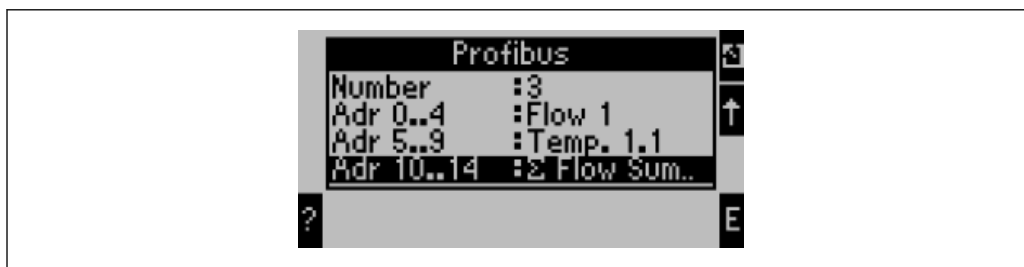 Profibus
Number :3
Adr 0..4 :Flow 1
Adr 5..9 :Temp. 1.1
Adr 10..14 :Σ Flow Sum..
↑
? E